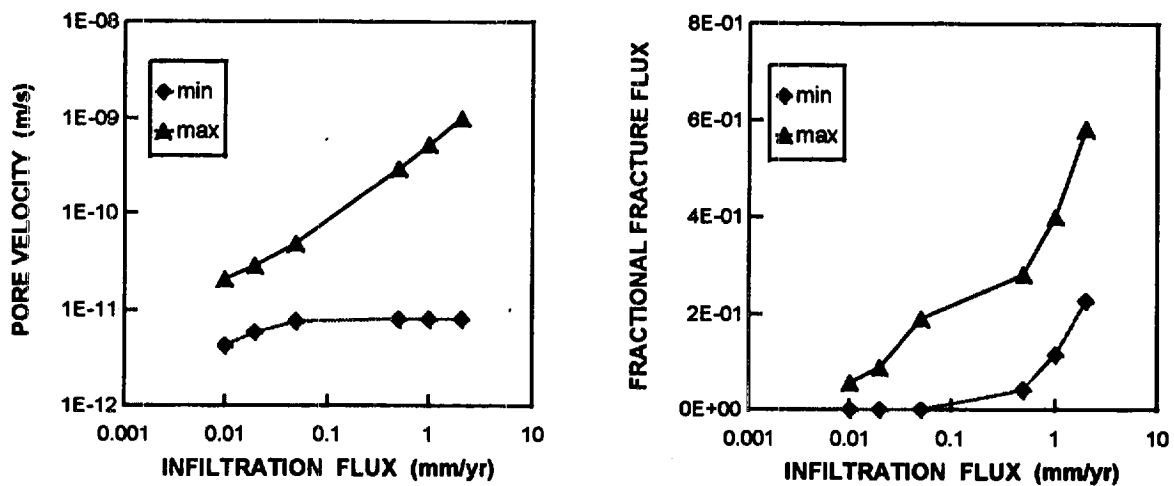 PORE VELOCITY (m/s)
1E-08
1E-09
1E-10
1E-11
1E-12
min
max
0.001
0.01
0.1
1
10
INFILTRATION FLUX (mm/yr)
FRACTIONAL FRACTURE FLUX
8E-01
6E-01
4E-01
2E-01
0E+00
min
max
0.001
0.01
0.1
1
10
INFILTRATION FLUX (mm/yr)